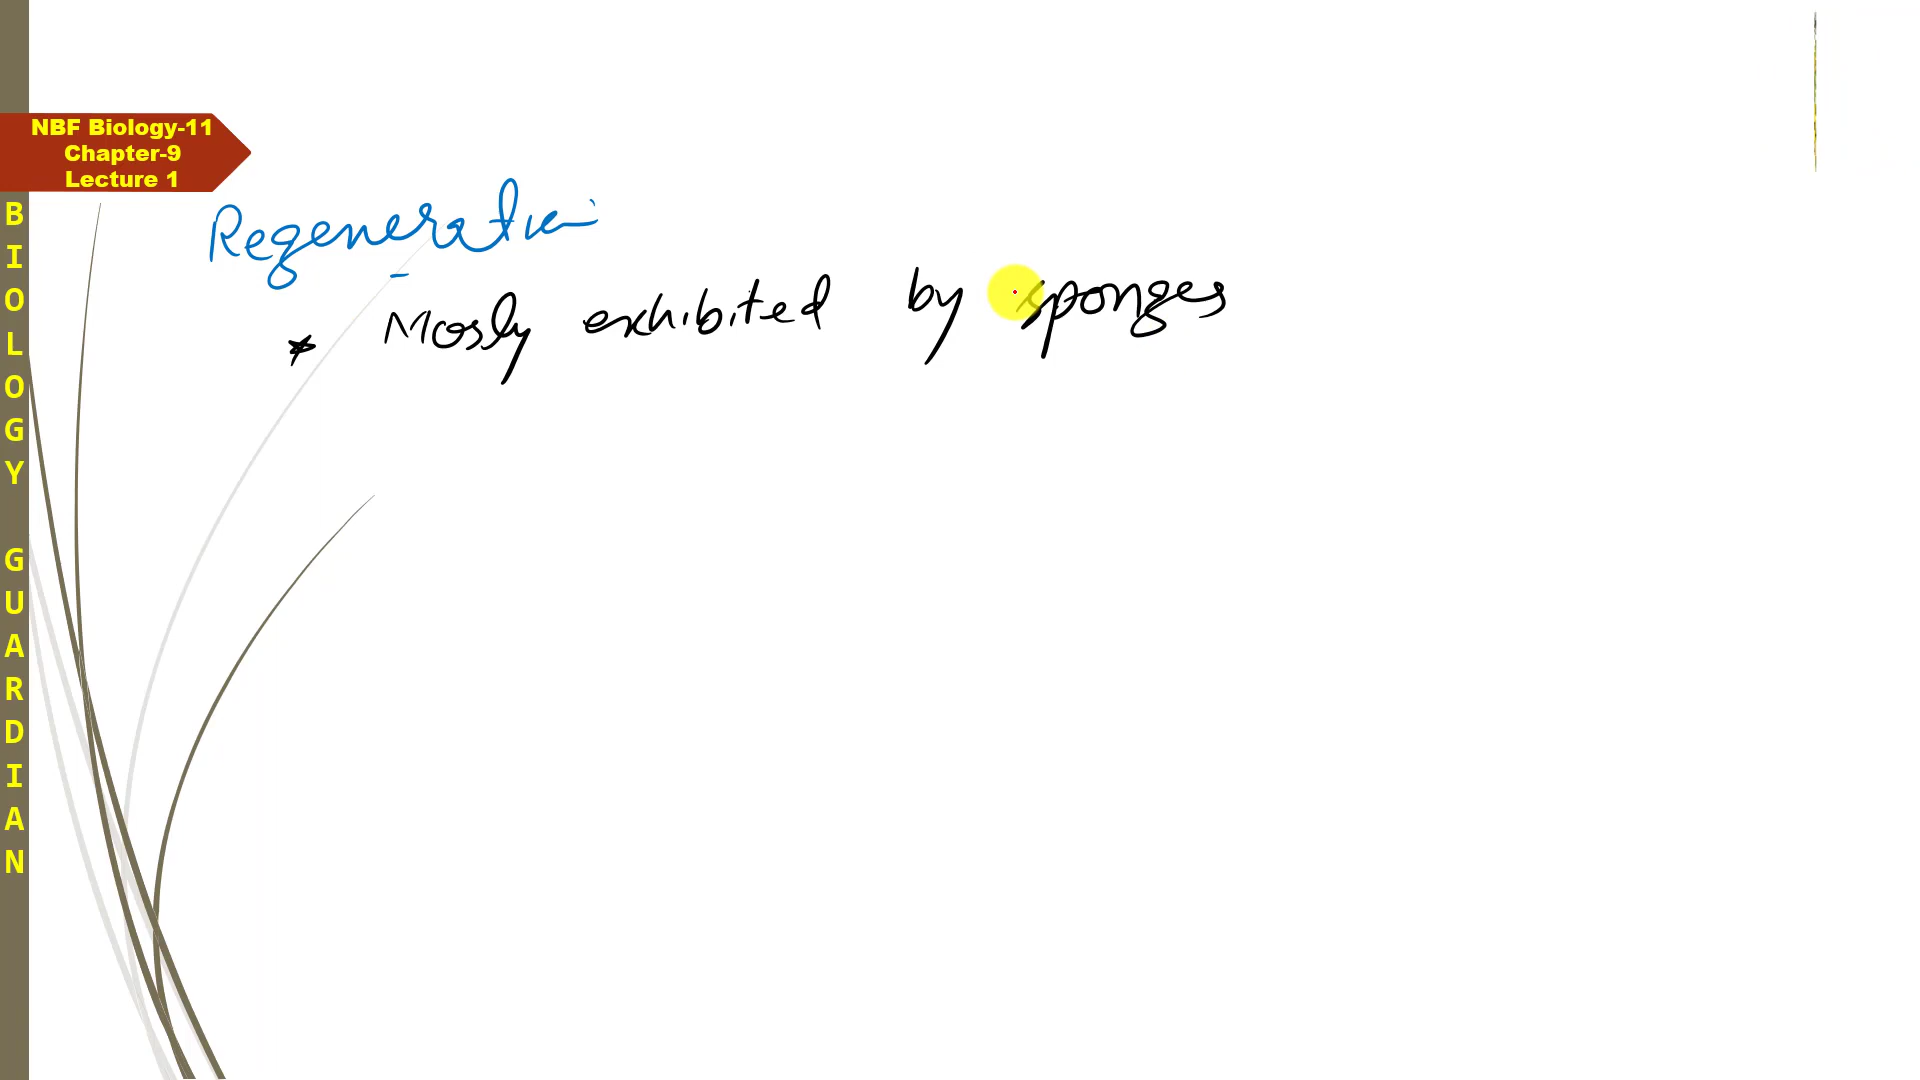 NBF Biology-11
Chapter-9
Lecture 1
BIOLOGY GUARDIAN
Regeneration
* Mosly exhibited by sponges